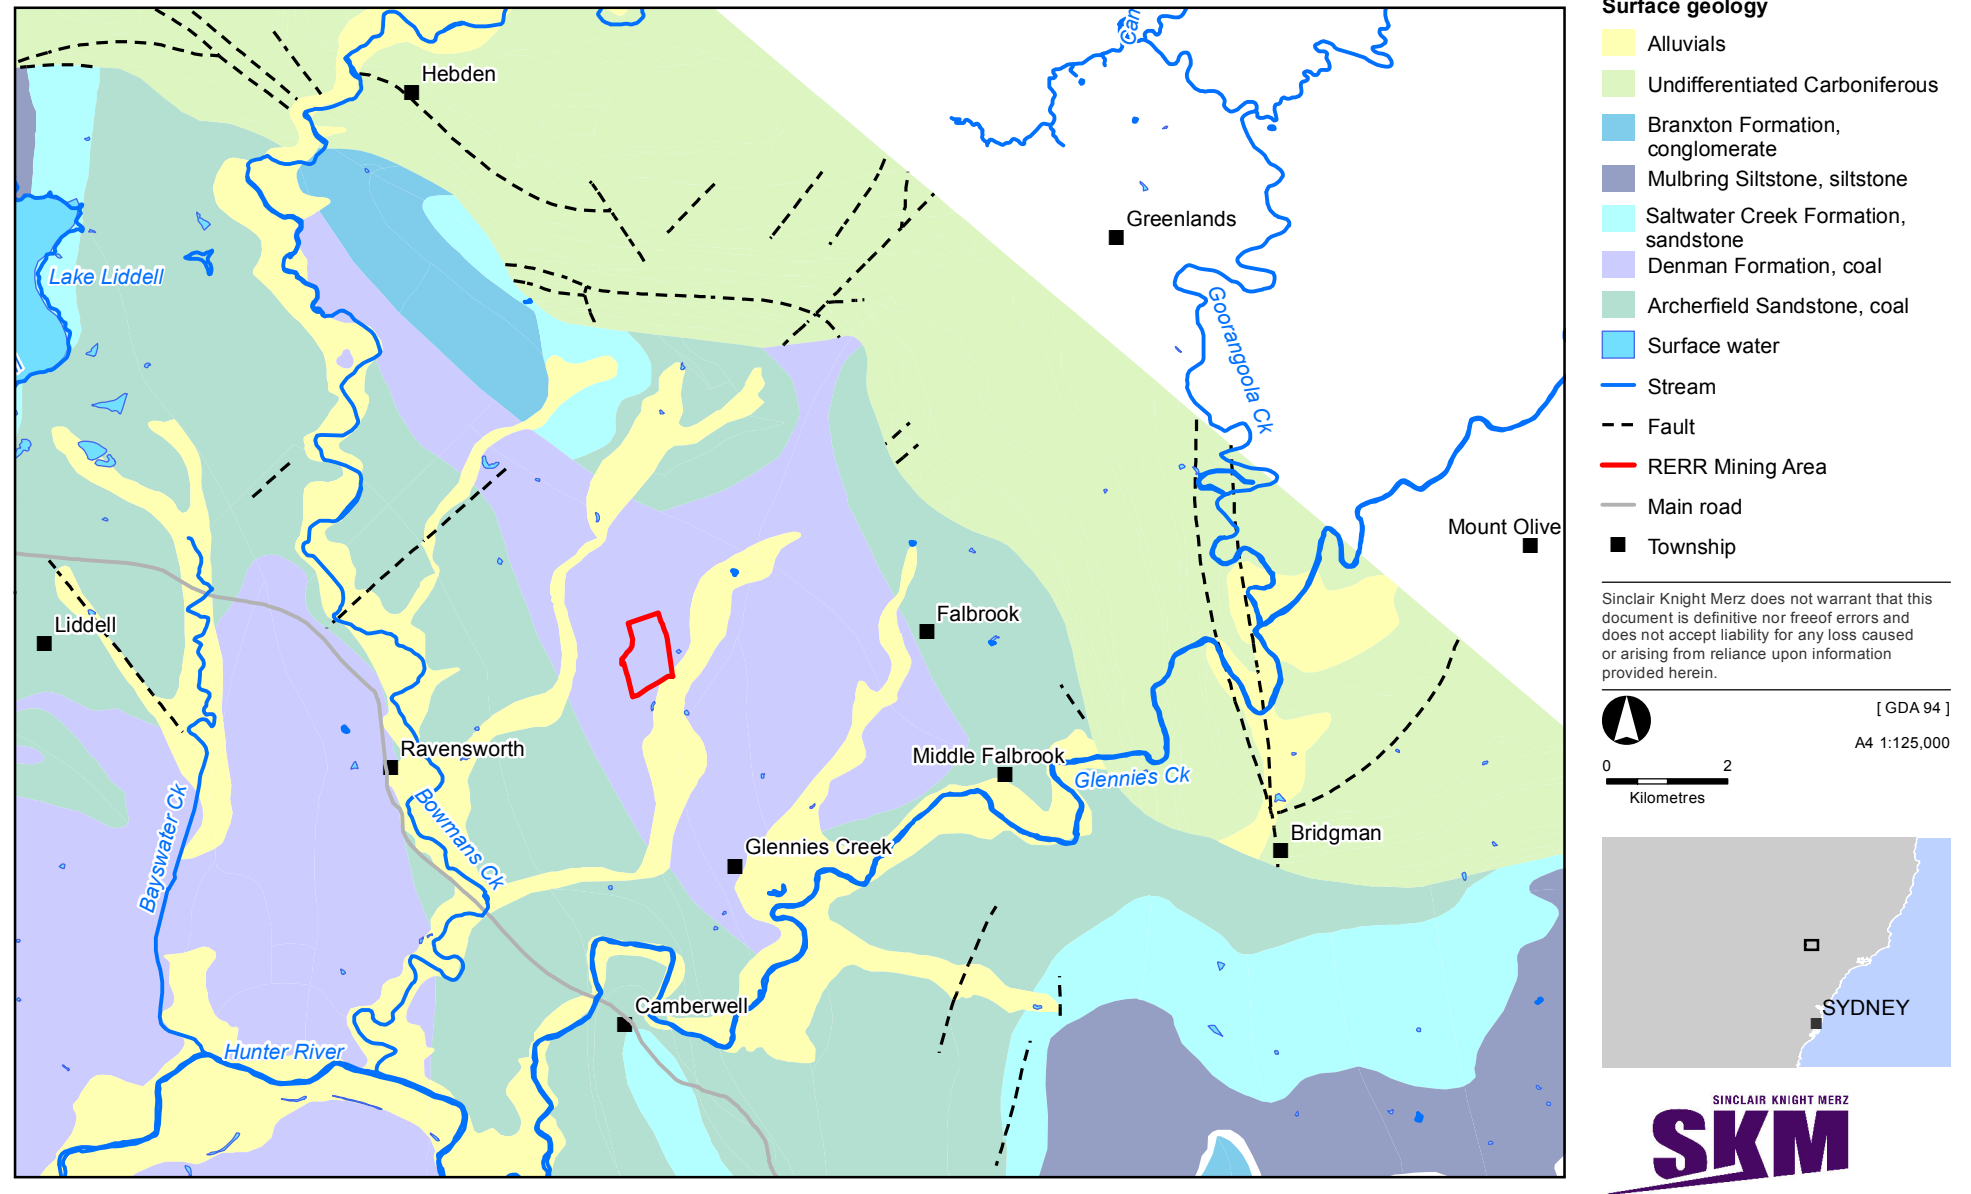 Can
Hebden
Greenlands
Lake Liddell
Goorangoola Ck
Mount Olive
Liddell
Falbrook
Ravensworth
Middle Falbrook
Glennies Ck
Bayswater Ck
Bowmans Ck
Glennies Creek
Bridgman
Camberwell
Hunter River
Surface geology
Alluvials
Undifferentiated Carboniferous
Branxton Formation,
conglomerate
Mulbring Siltstone, siltstone
Saltwater Creek Formation,
sandstone
Denman Formation, coal
Archerfield Sandstone, coal
Surface water
Stream
Fault
RERR Mining Area
Main road
Township
Sinclair Knight Merz does not warrant that this
document is definitive nor freeof errors and
does not accept liability for any loss caused
or arising from reliance upon information
provided herein.
[ GDA 94 ]
A4 1:125,000
0 2
Kilometres
SYDNEY
SINCLAIR KNIGHT MERZ
SKM